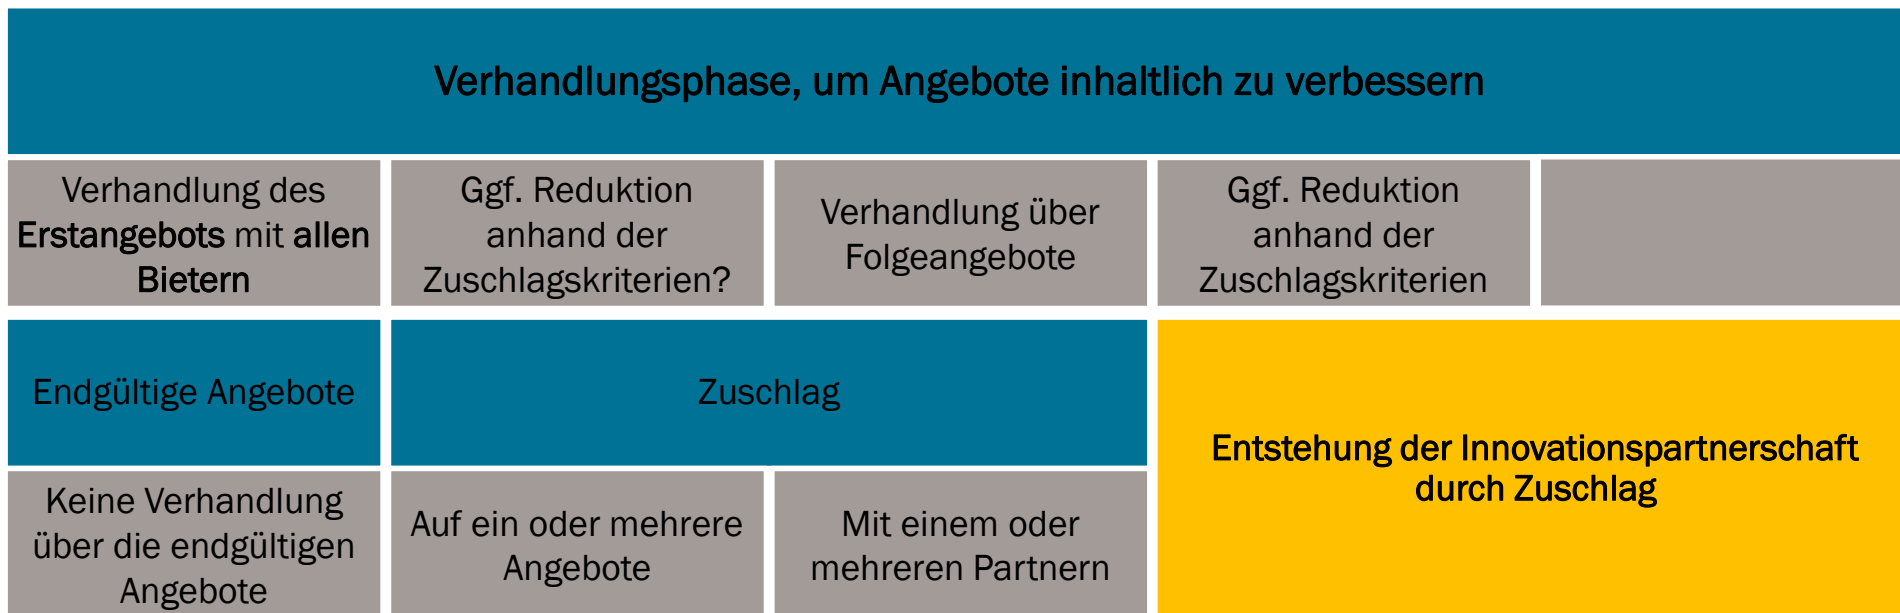 Verhandlungsphase, um Angebote inhaltlich zu verbessern
Verhandlung des
Erstangebots mit allen
Bietern
Ggf. Reduktion
anhand der
Zuschlagskriterien?
Verhandlung über
Folgeangebote
Ggf. Reduktion
anhand der
Zuschlagskriterien
Endgültige Angebote
Zuschlag
Entstehung der Innovationspartnerschaft
durch Zuschlag
Keine Verhandlung
über die endgültigen
Angebote
Auf ein oder mehrere
Angebote
Mit einem oder
mehreren Partnern